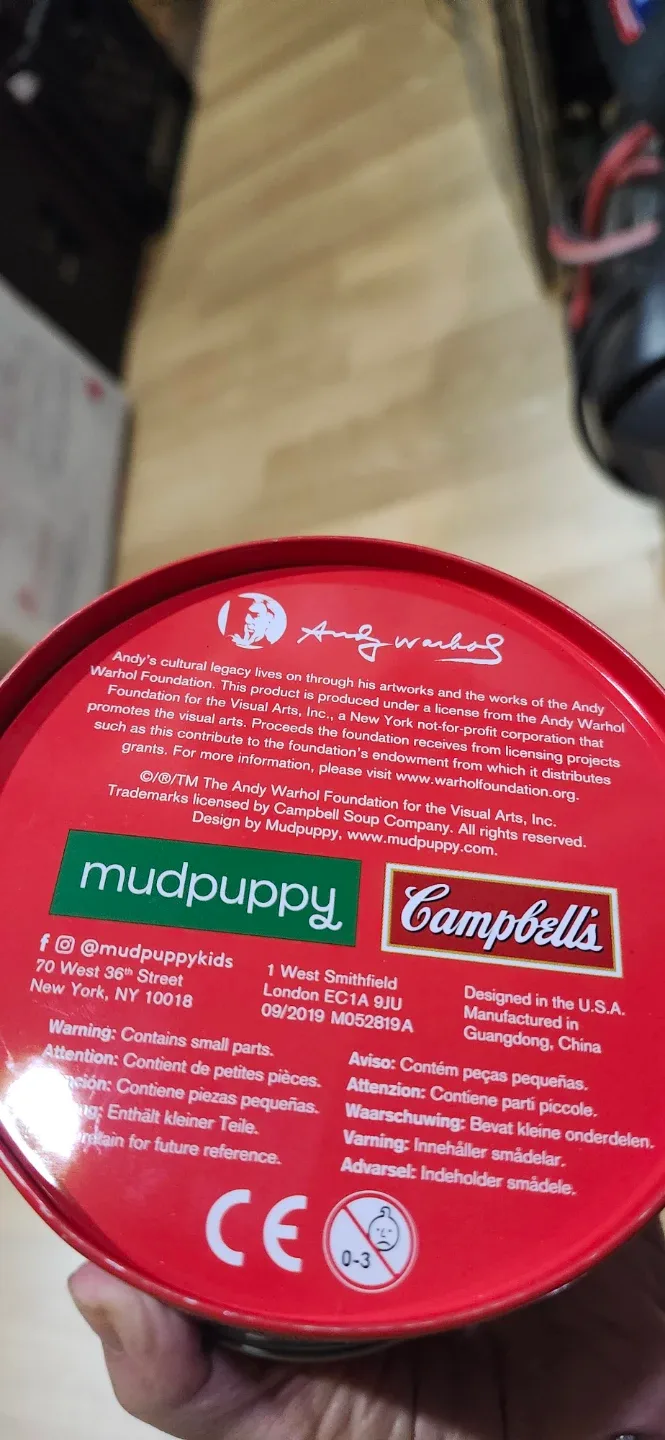 Andy Warhol
Andy's cultural legacy lives on through his artworks and the works of the Andy
Warhol Foundation. This product is produced under a license from the Andy Warhol
Foundation for the Visual Arts, Inc., a New York not-for-profit corporation that
promotes the visual arts. Proceeds the foundation receives from licensing projects
such as this contribute to the foundation's endowment from which it distributes
grants. For more information, please visit www.warholfoundation.org.
©/®/TM The Andy Warhol Foundation for the Visual Arts, Inc.
Trademarks licensed by Campbell Soup Company. All rights reserved.
Design by Mudpuppy, www.mudpuppy.com.
mudpuppy
Campbell's
@mudpuppykids
70 West 36th Street
New York, NY 10018
1 West Smithfield
London EC1A 9JU
09/2019 M052819A
Designed in the U.S.A.
Manufactured in
Guangdong, China
Warning: Contains small parts.
Attention: Contient de petites pièces.
Contiene piezas pequeñas.
Enthält kleiner Teile.
for future reference.
Aviso: Contém peças pequeñas.
Attenzion: Contiene parti piccole.
Waarschuwing: Bevat kleine onderdelen.
Varning: Innehåller smådelar.
Advarsel: Indeholder smådele.
CE
0-3